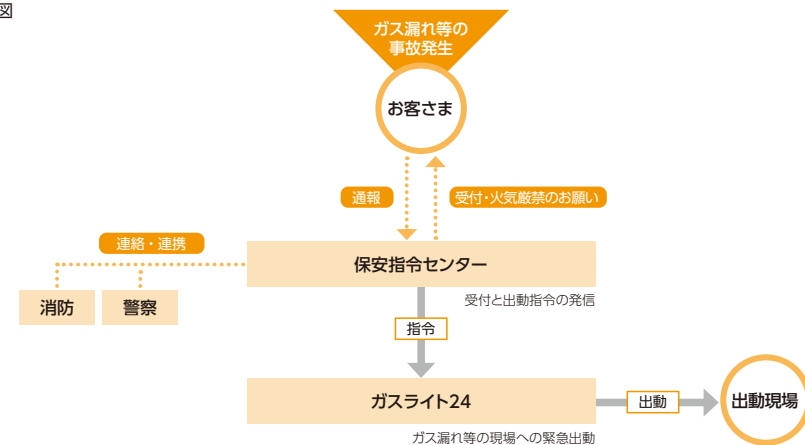 図
ガス漏れ等の
事故発生
お客さま
通報
受付・火気厳禁のお願い
連絡・連携
保安指令センター
消防
警察
受付と出動指令の発信
指令
ガスライト24
出動
出動現場
ガス漏れ等の現場への緊急出動